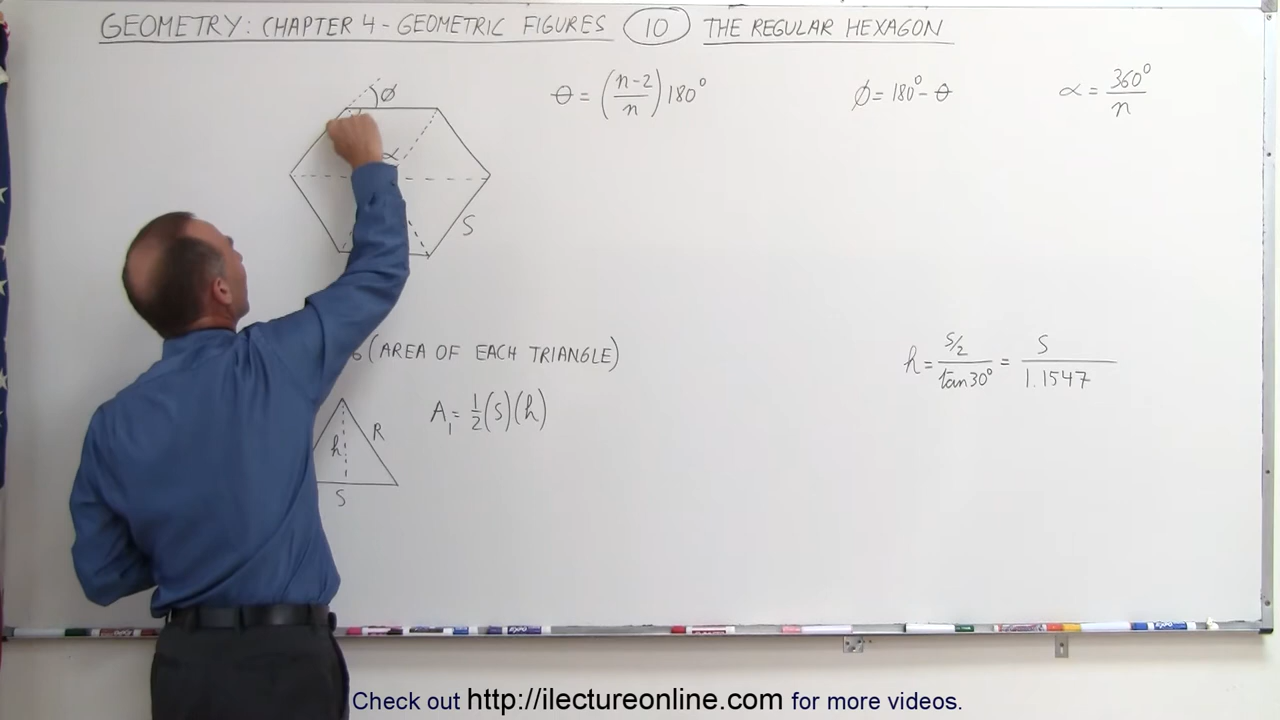 GEOMETRY: CHAPTER 4 - GEOMETRIC FIGURES 10 THE REGULAR HEXAGON
ϕ
θ = (n-2/n) 180° ϕ = 180° - θ α = 360°/n
α
S
6 (AREA OF EACH TRIANGLE)
h = S/2 / tan30° = S / 1.1547
A₁ = 1/2 (S)(h)
R
h
S
EXPO
Check out http://ilectureonline.com for more videos.